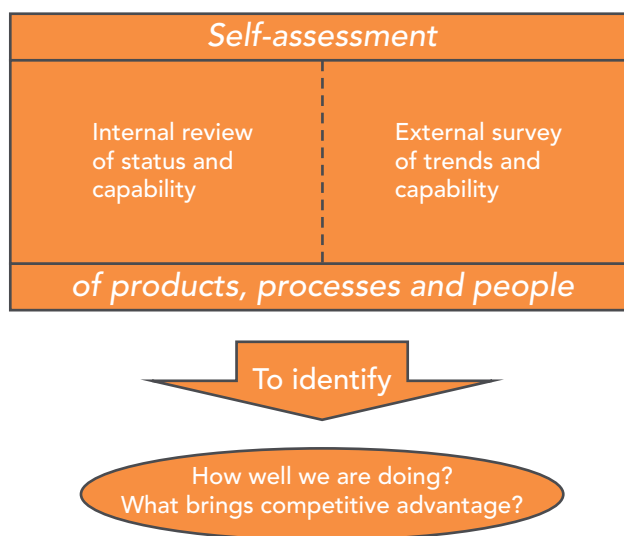 Self-assessment
Internal review
of status and
capability
External survey
of trends and
capability
of products, processes and people
To identify
How well we are doing?
What brings competitive advantage?